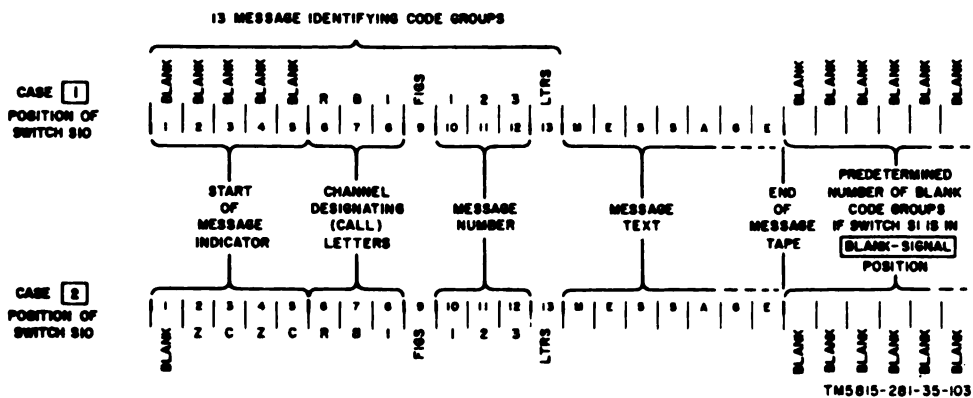 13 MESSAGE IDENTIFYING CODE GROUPS
CASE 1
POSITION OF
SWITCH S10
BLANK BLANK BLANK BLANK BLANK R B I FIGS 1 2 3 LTRS BLANK BLANK BLANK BLANK BLANK BLANK
1 2 3 4 5 6 7 8 9 10 11 12 13 M E S S A G E
START
OF
MESSAGE
INDICATOR
CHANNEL
DESIGNATING
(CALL)
LETTERS
MESSAGE
NUMBER
MESSAGE
TEXT
END
OF
MESSAGE
TAPE
PREDETERMINED
NUMBER OF BLANK
CODE GROUPS
IF SWITCH S1 IS IN
BLANK-SIGNAL
POSITION
CASE 2
POSITION OF
SWITCH S10
1 2 3 4 5 6 7 8 9 10 11 12 13 M E S S A G E
BLANK Z C Z C R B I FIGS 1 2 3 LTRS BLANK BLANK BLANK BLANK BLANK BLANK
TM5815-281-35-103